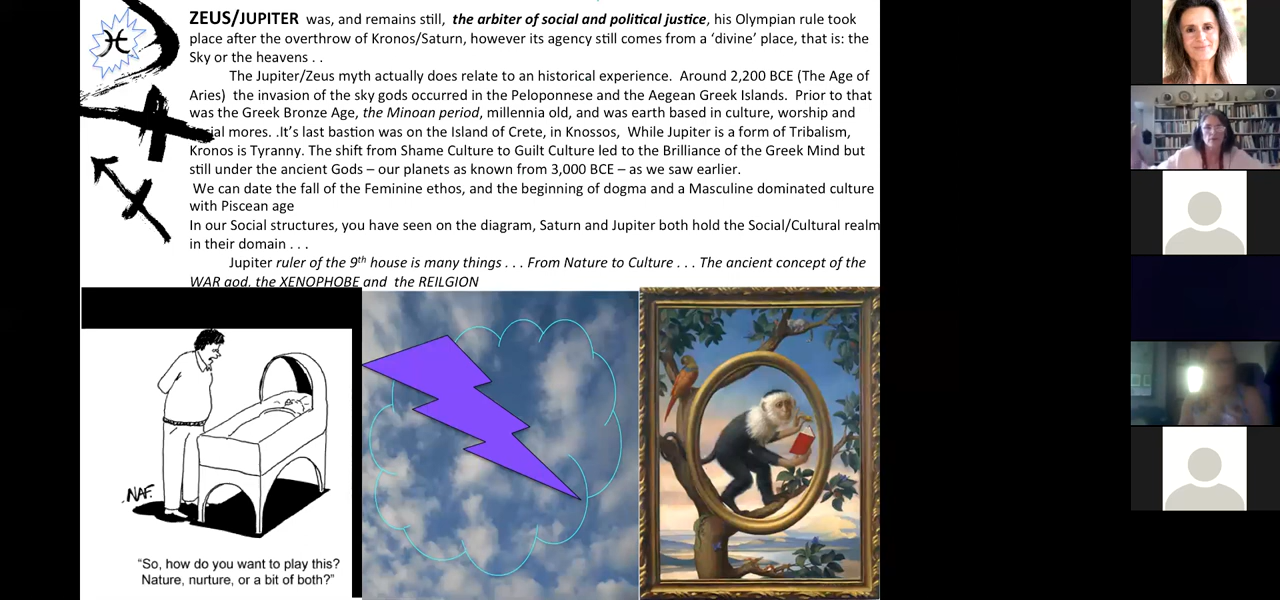 ZEUS/JUPITER was, and remains still, the arbiter of social and political justice, his Olympian rule took
place after the overthrow of Kronos/Saturn, however its agency still comes from a ‘divine’ place, that is: the
Sky or the heavens . .
The Jupiter/Zeus myth actually does relate to an historical experience. Around 2,200 BCE (The Age of
Aries) the invasion of the sky gods occurred in the Peloponnese and the Aegean Greek Islands. Prior to that
was the Greek Bronze Age, the Minoan period, millennia old, and was earth based in culture, worship and
mores. .It’s last bastion was on the Island of Crete, in Knossos, While Jupiter is a form of Tribalism,
Kronos is Tyranny. The shift from Shame Culture to Guilt Culture led to the Brilliance of the Greek Mind but
still under the ancient Gods – our planets as known from 3,000 BCE – as we saw earlier.
We can date the fall of the Feminine ethos, and the beginning of dogma and a Masculine dominated culture
with Piscean age
In our Social structures, you have seen on the diagram, Saturn and Jupiter both hold the Social/Cultural realm
in their domain . . .
Jupiter ruler of the 9th house is many things . . . From Nature to Culture . . . The ancient concept of the
WAR god, the XENOPHOBE and the REILGION
NAF.
“So, how do you want to play this?
Nature, nurture, or a bit of both?”